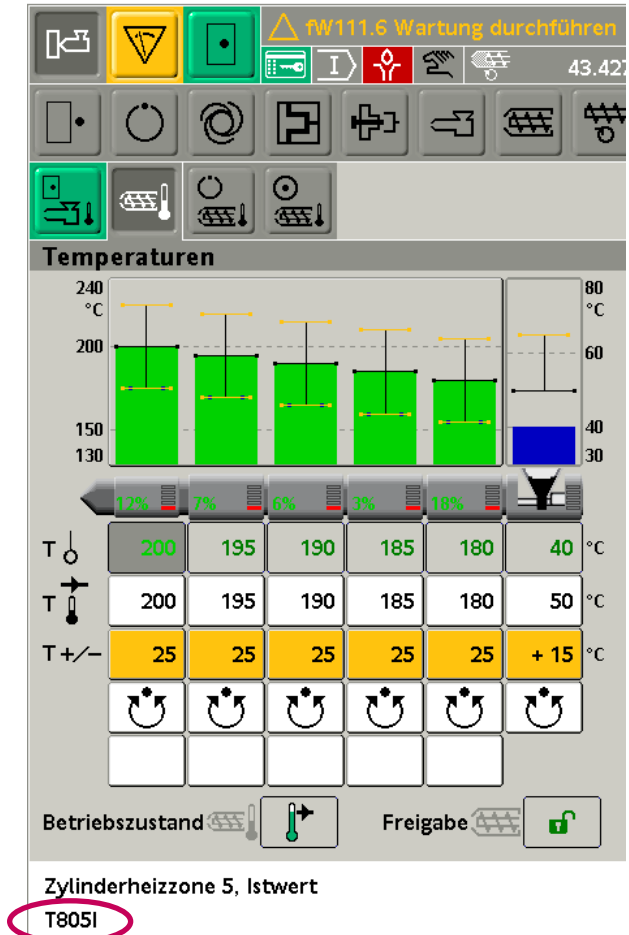 fW111.6 Wartung durchführen
43.427
Temperaturen
240 80
°C °C
200 60
150 40
130 30
12% 7% 6% 3% 18%
T 200 195 190 185 180 40 °C
T 200 195 190 185 180 50 °C
T +/− 25 25 25 25 25 + 15 °C
Betriebszustand Freigabe
Zylinderheizzone 5, Istwert
T805I